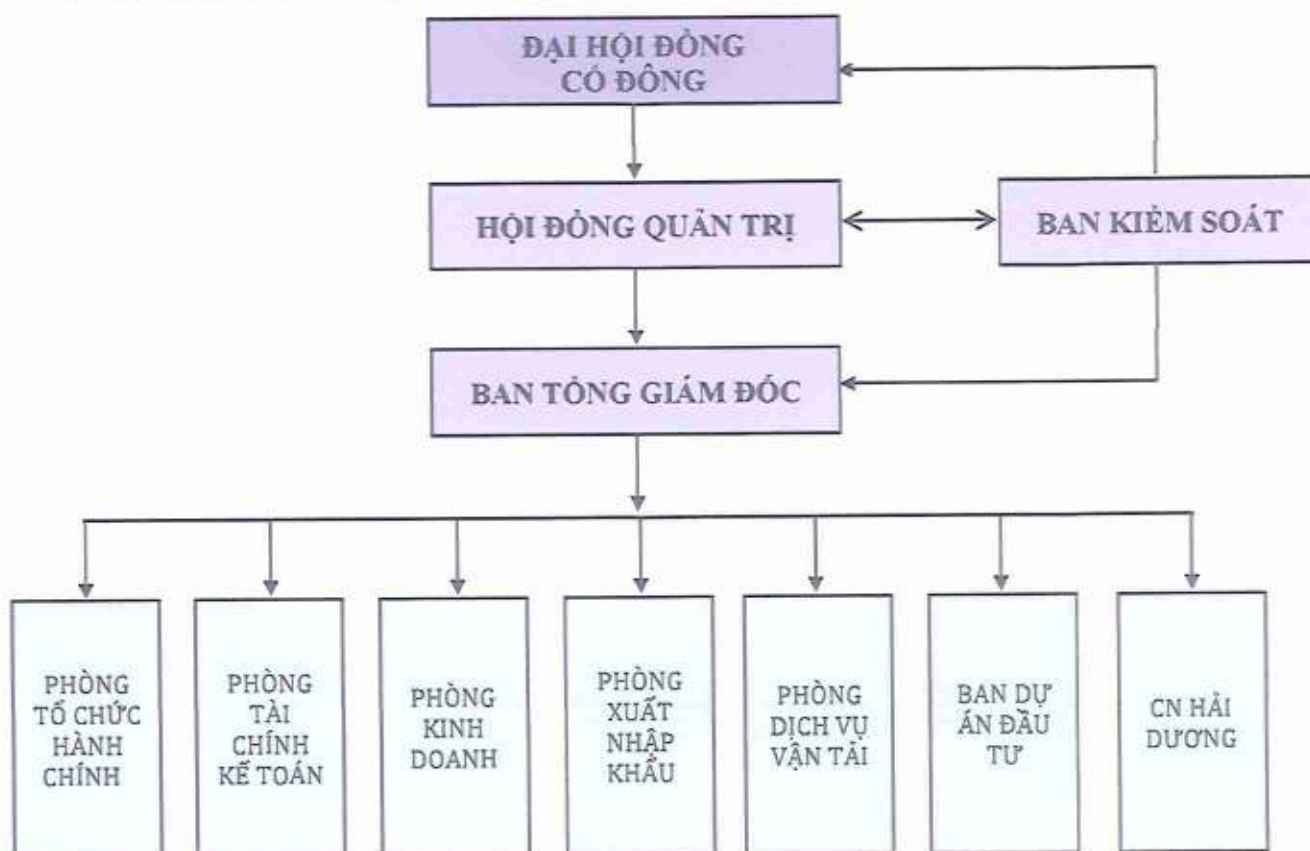 ĐẠI HỘI ĐỒNG
CỔ ĐÔNG
HỘI ĐỒNG QUẢN TRỊ
BAN KIỂM SOÁT
BAN TỔNG GIÁM ĐỐC
PHÒNG
TỔ CHỨC
HÀNH
CHÍNH
PHÒNG
TÀI
CHÍNH
KẾ TOÁN
PHÒNG
KINH
DOANH
PHÒNG
XUẤT
NHẬP
KHẨU
PHÒNG
DỊCH VỤ
VẬN TẢI
BAN DỰ
ÁN ĐẦU
TƯ
CN HẢI
DƯƠNG